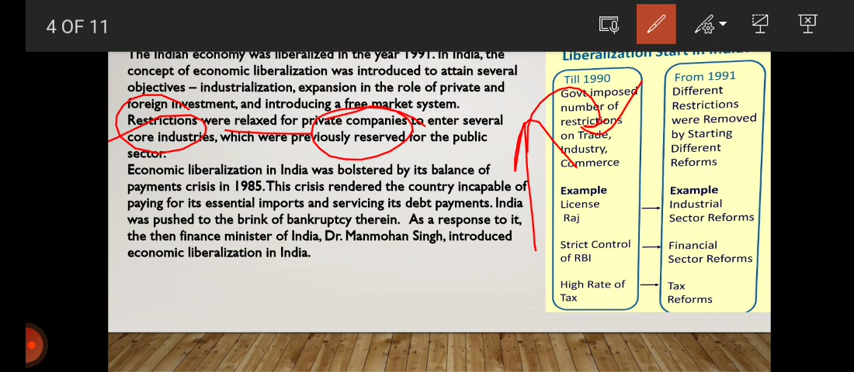 4 OF 11
The Indian economy was liberalized in the year 1991. In India, the
concept of economic liberalization was introduced to attain several
objectives – industrialization, expansion in the role of private and
foreign investment, and introducing a free market system.
Restrictions were relaxed for private companies to enter several
core industries, which were previously reserved for the public
sector.
Economic liberalization in India was bolstered by its balance of
payments crisis in 1985. This crisis rendered the country incapable of
paying for its essential imports and servicing its debt payments. India
was pushed to the brink of bankruptcy therein. As a response to it,
the then finance minister of India, Dr. Manmohan Singh, introduced
economic liberalization in India.
Liberalization Start in India?
Till 1990
Govt imposed
number of
restrictions
on Trade,
Industry,
Commerce
Example
License
Raj
Strict Control
of RBI
High Rate of
Tax
From 1991
Different
Restrictions
were Removed
by Starting
Different
Reforms
Example
Industrial
Sector Reforms
Financial
Sector Reforms
Tax
Reforms